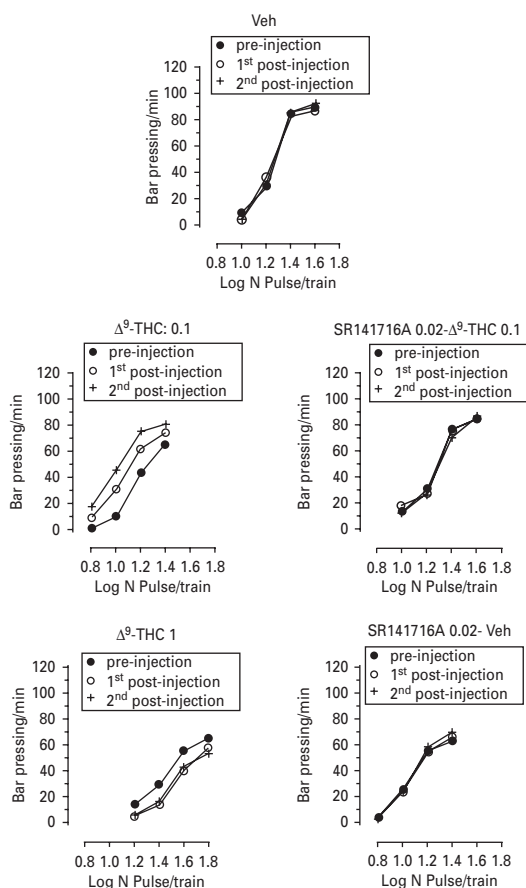 Veh
pre-injection
1st post-injection
2nd post-injection
120
100
80
60
40
20
0
Bar pressing/min
0.8 1.0 1.2 1.4 1.6 1.8
Log N Pulse/train
Δ9-THC: 0.1
pre-injection
1st post-injection
2nd post-injection
120
100
80
60
40
20
0
Bar pressing/min
0.8 1.0 1.2 1.4 1.6 1.8
Log N Pulse/train
SR141716A 0.02-Δ9-THC 0.1
pre-injection
1st post-injection
2nd post-injection
120
100
80
60
40
20
0
Bar pressing/min
0.8 1.0 1.2 1.4 1.6 1.8
Log N Pulse/train
Δ9-THC 1
pre-injection
1st post-injection
2nd post-injection
120
100
80
60
40
20
0
Bar pressing/min
0.8 1.0 1.2 1.4 1.6 1.8
Log N Pulse/train
SR141716A 0.02- Veh
pre-injection
1st post-injection
2nd post-injection
120
100
80
60
40
20
0
Bar pressing/min
0.8 1.0 1.2 1.4 1.6 1.8
Log N Pulse/train